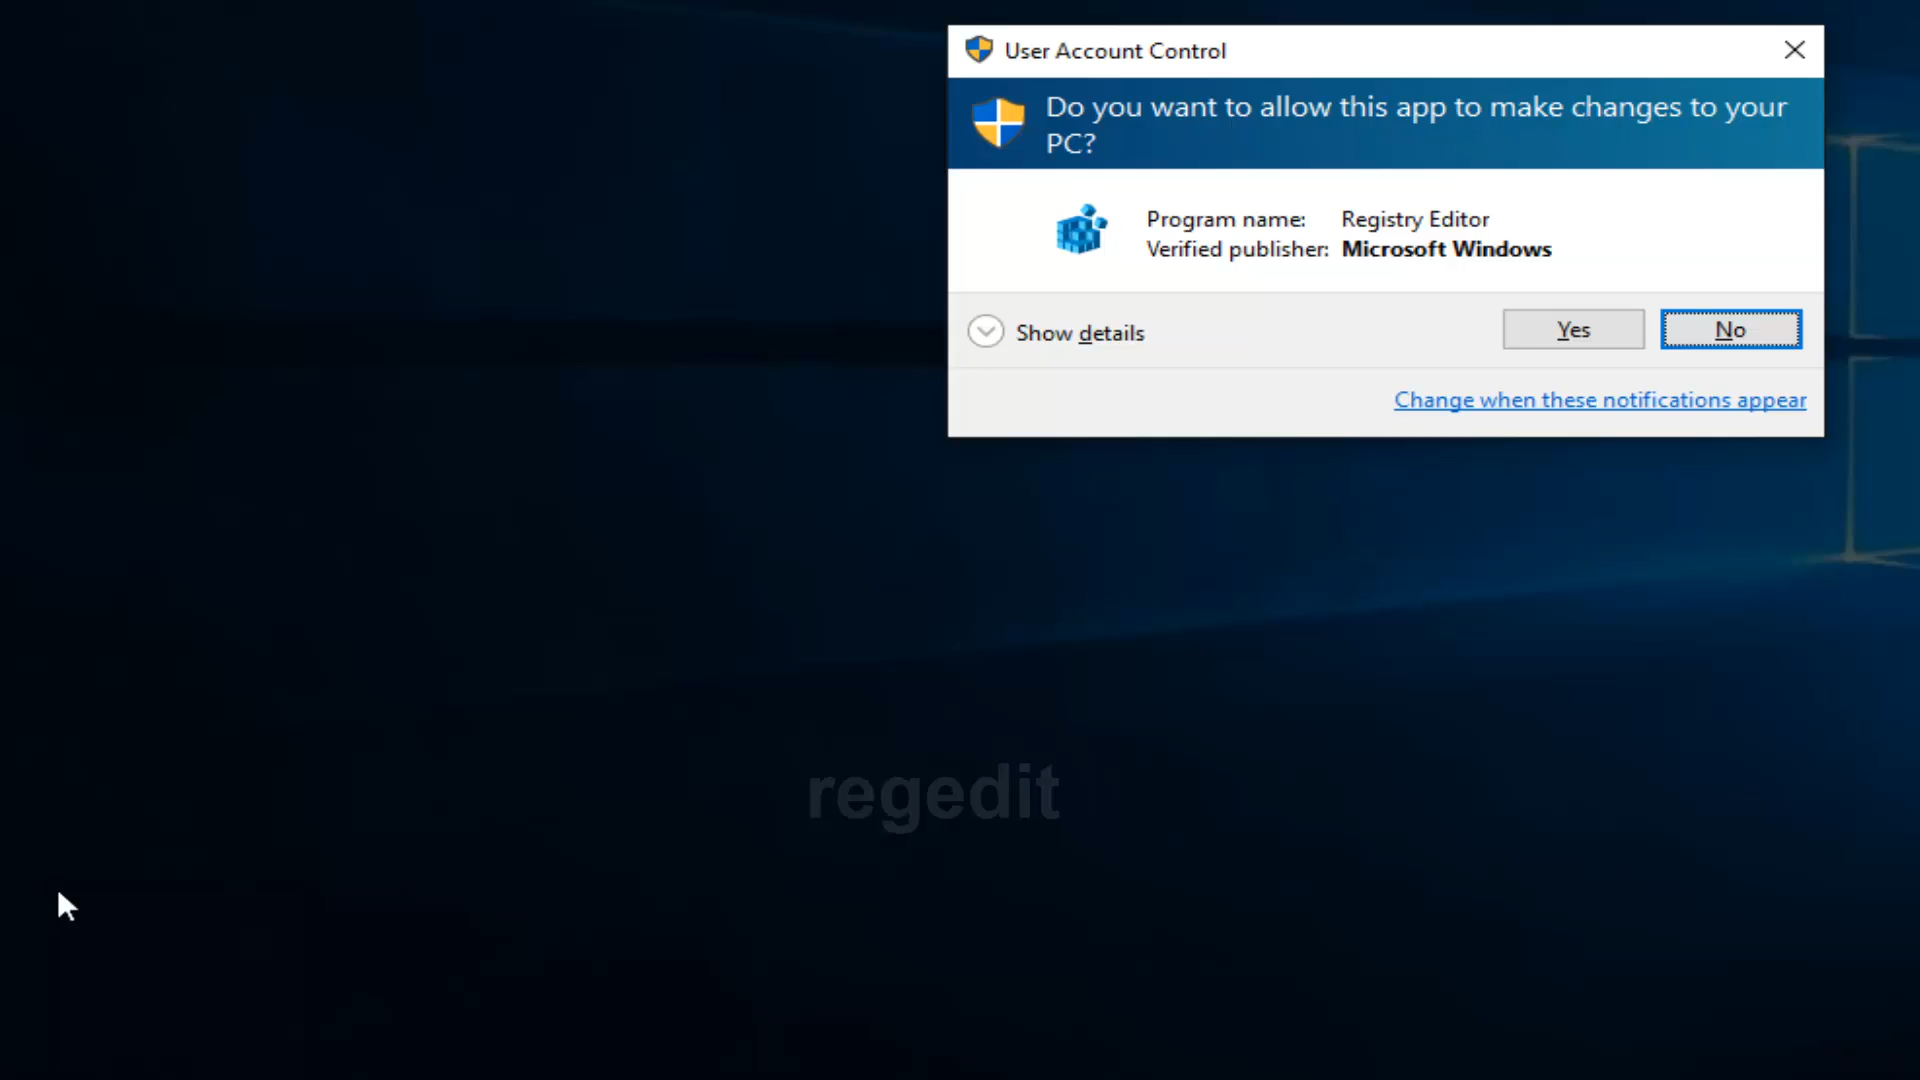 User Account Control
Do you want to allow this app to make changes to your
PC?
Program name: Registry Editor
Verified publisher: Microsoft Windows
Show details
Yes
No
Change when these notifications appear
regedit